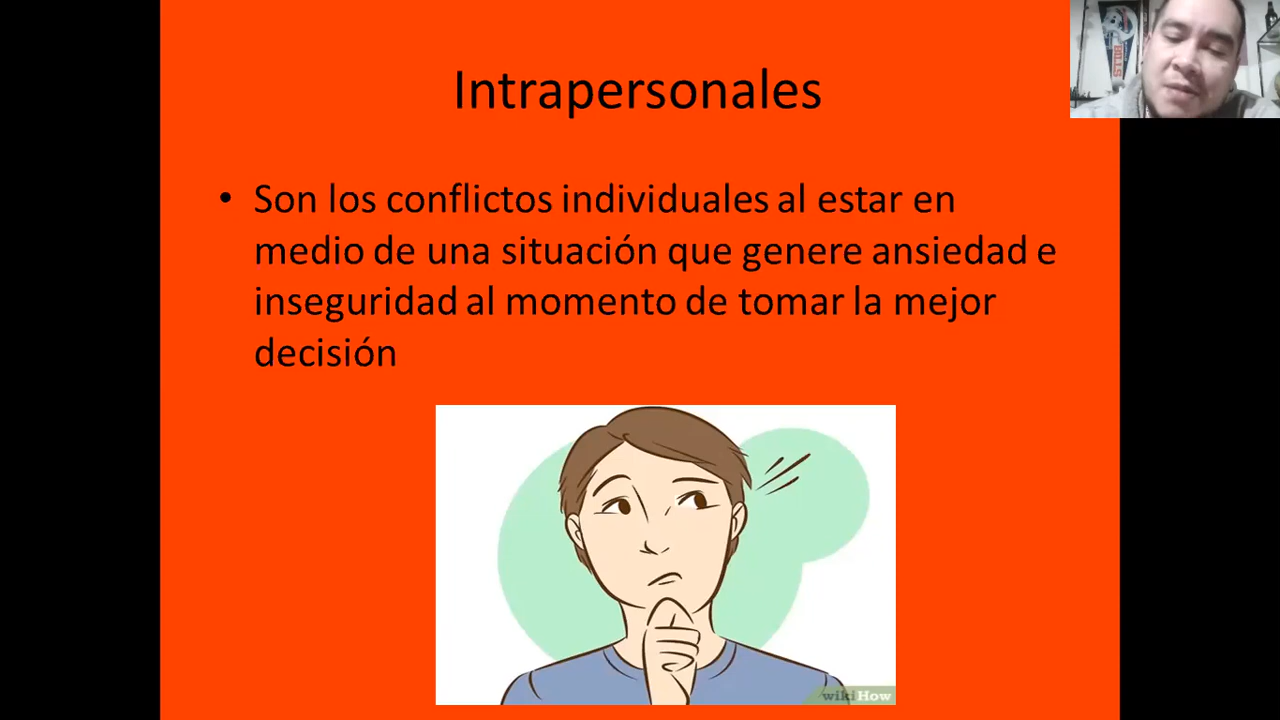 Intrapersonales
• Son los conflictos individuales al estar en
medio de una situación que genere ansiedad e
inseguridad al momento de tomar la mejor
decisión
BILLS
wikiHow